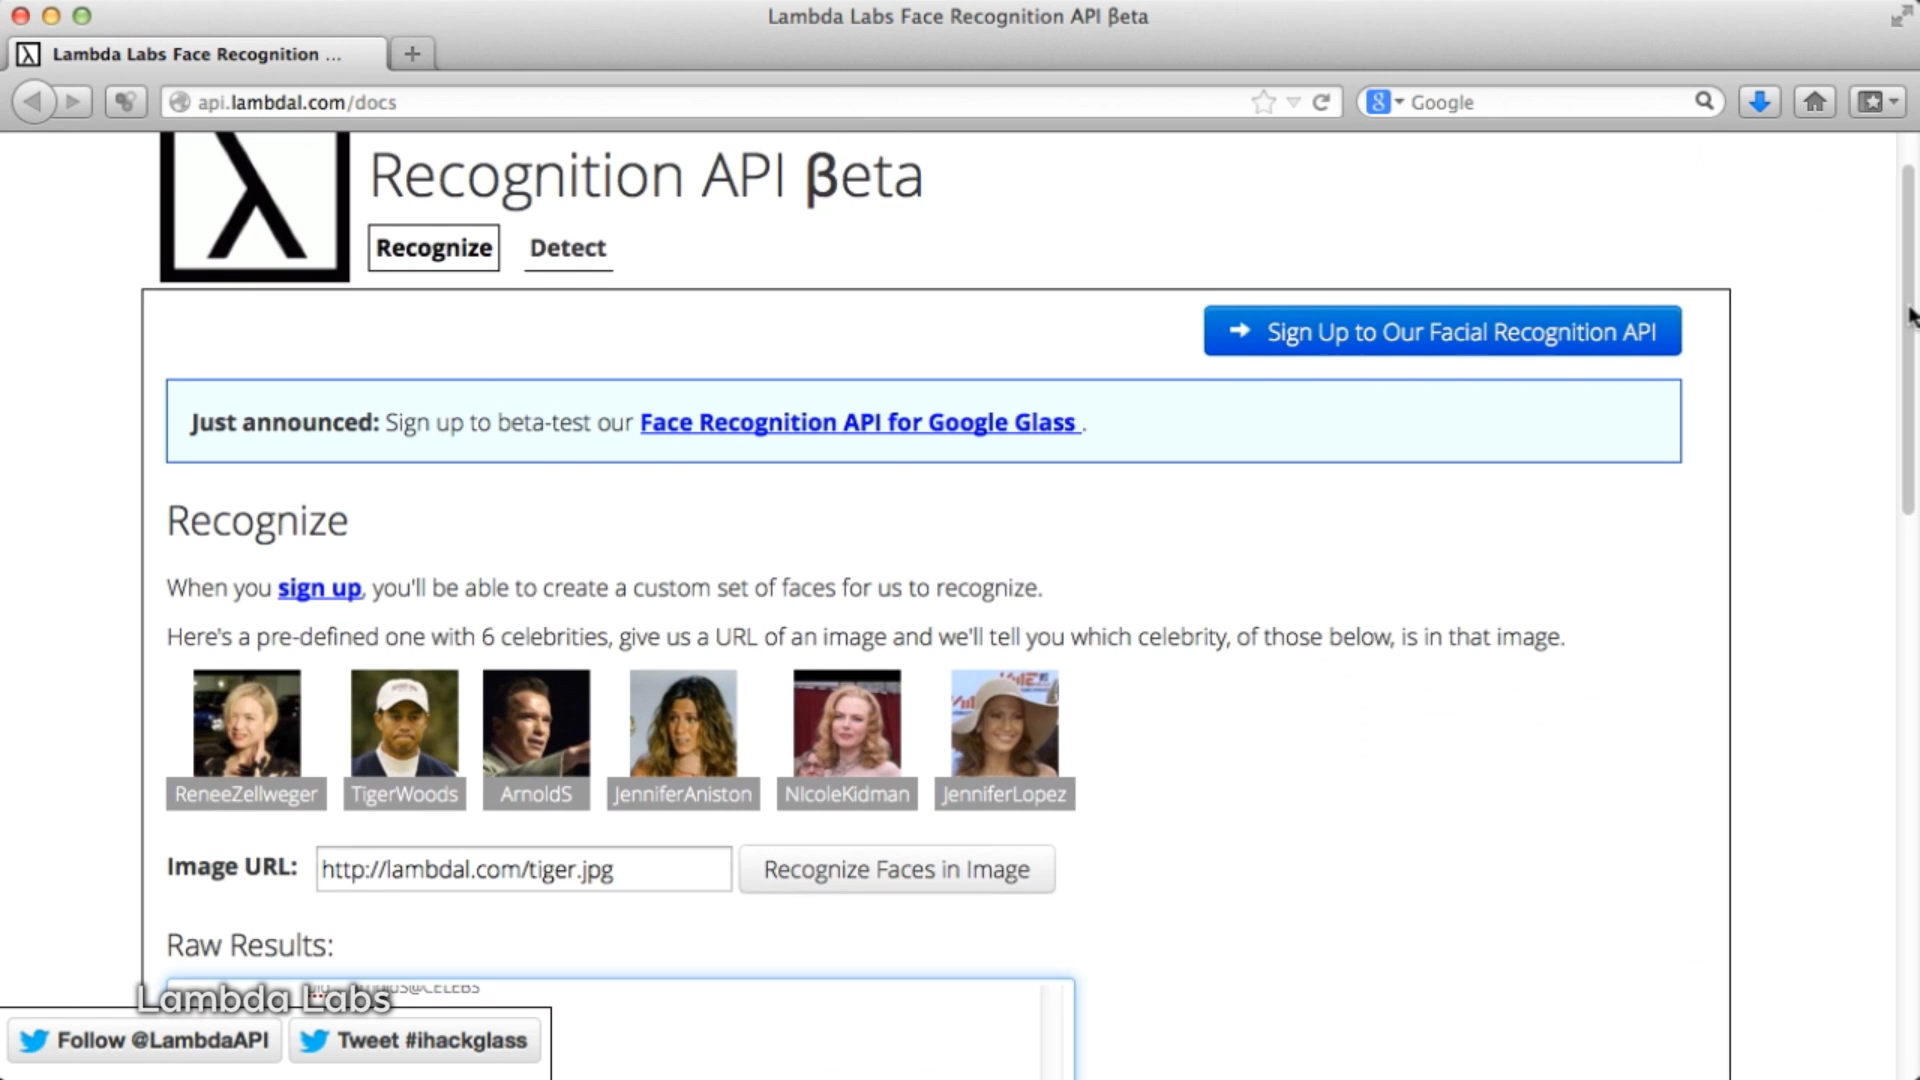 Lambda Labs Face Recognition API βeta
Lambda Labs Face Recognition ...
api.lambdal.com/docs
Google
λ
Recognition API βeta
Recognize
Detect
Sign Up to Our Facial Recognition API
Just announced: Sign up to beta-test our Face Recognition API for Google Glass .
Recognize
When you sign up, you'll be able to create a custom set of faces for us to recognize.
Here's a pre-defined one with 6 celebrities, give us a URL of an image and we'll tell you which celebrity, of those below, is in that image.
ReneeZellweger
TigerWoods
ArnoldS
JenniferAniston
NIcoleKidman
JenniferLopez
Image URL:
http://lambdal.com/tiger.jpg
Recognize Faces in Image
Raw Results:
Lambda Labs
Follow @LambdaAPI
Tweet #ihackglass